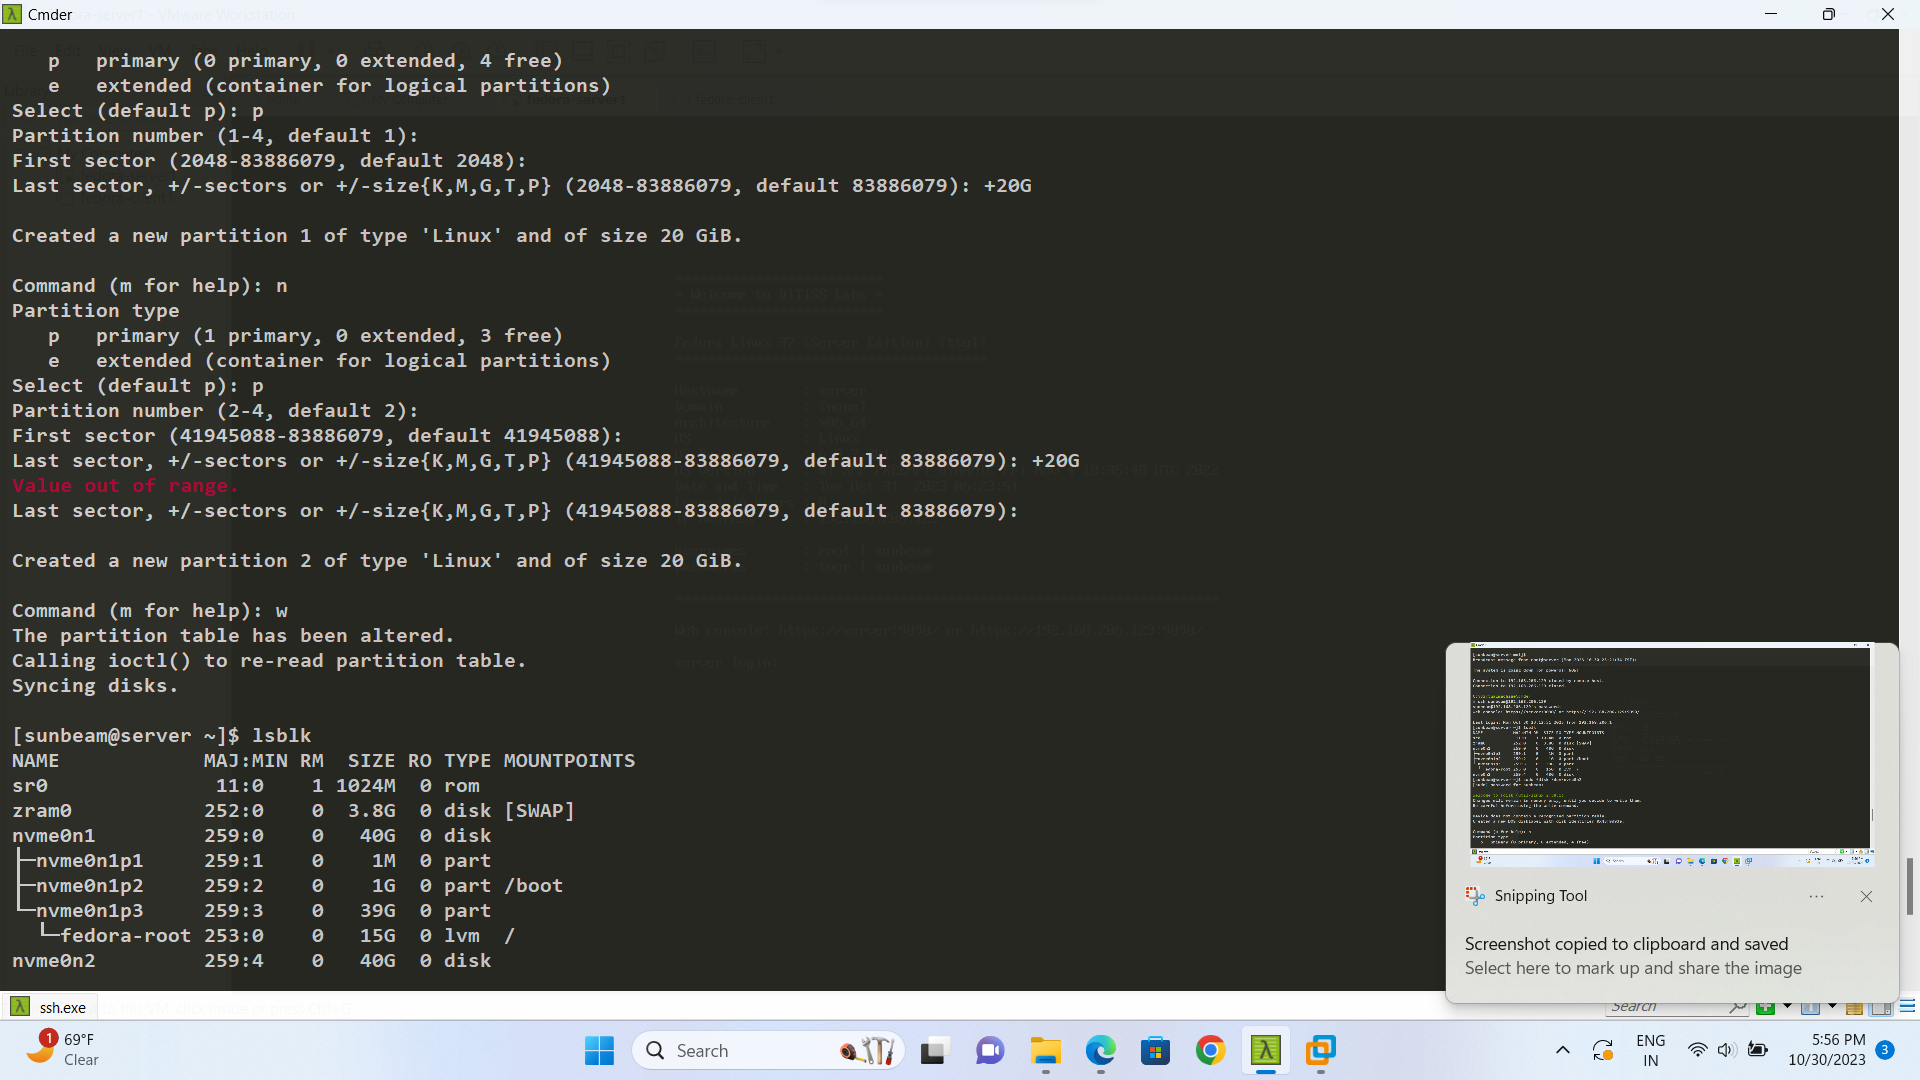 Cmder
p   primary (0 primary, 0 extended, 4 free)
e   extended (container for logical partitions)
Select (default p): p
Partition number (1-4, default 1):
First sector (2048-83886079, default 2048):
Last sector, +/-sectors or +/-size{K,M,G,T,P} (2048-83886079, default 83886079): +20G
Created a new partition 1 of type 'Linux' and of size 20 GiB.
Command (m for help): n
Partition type
p   primary (1 primary, 0 extended, 3 free)
e   extended (container for logical partitions)
Select (default p): p
Partition number (2-4, default 2):
First sector (41945088-83886079, default 41945088):
Last sector, +/-sectors or +/-size{K,M,G,T,P} (41945088-83886079, default 83886079): +20G
Value out of range.
Last sector, +/-sectors or +/-size{K,M,G,T,P} (41945088-83886079, default 83886079):
Created a new partition 2 of type 'Linux' and of size 20 GiB.
Command (m for help): w
The partition table has been altered.
Calling ioctl() to re-read partition table.
Syncing disks.
[sunbeam@server ~]$ lsblk
NAME            MAJ:MIN RM  SIZE RO TYPE MOUNTPOINTS
sr0              11:0    1 1024M  0 rom
zram0           252:0    0  3.8G  0 disk [SWAP]
nvme0n1         259:0    0   40G  0 disk
├─nvme0n1p1     259:1    0    1M  0 part
├─nvme0n1p2     259:2    0    1G  0 part /boot
└─nvme0n1p3     259:3    0   39G  0 part
  └─fedora-root 253:0    0   15G  0 lvm  /
nvme0n2         259:4    0   40G  0 disk
Snipping Tool
Screenshot copied to clipboard and saved
Select here to mark up and share the image
ssh.exe
Search
1
69°F
Clear
Search
ENG
IN
5:56 PM
10/30/2023
3